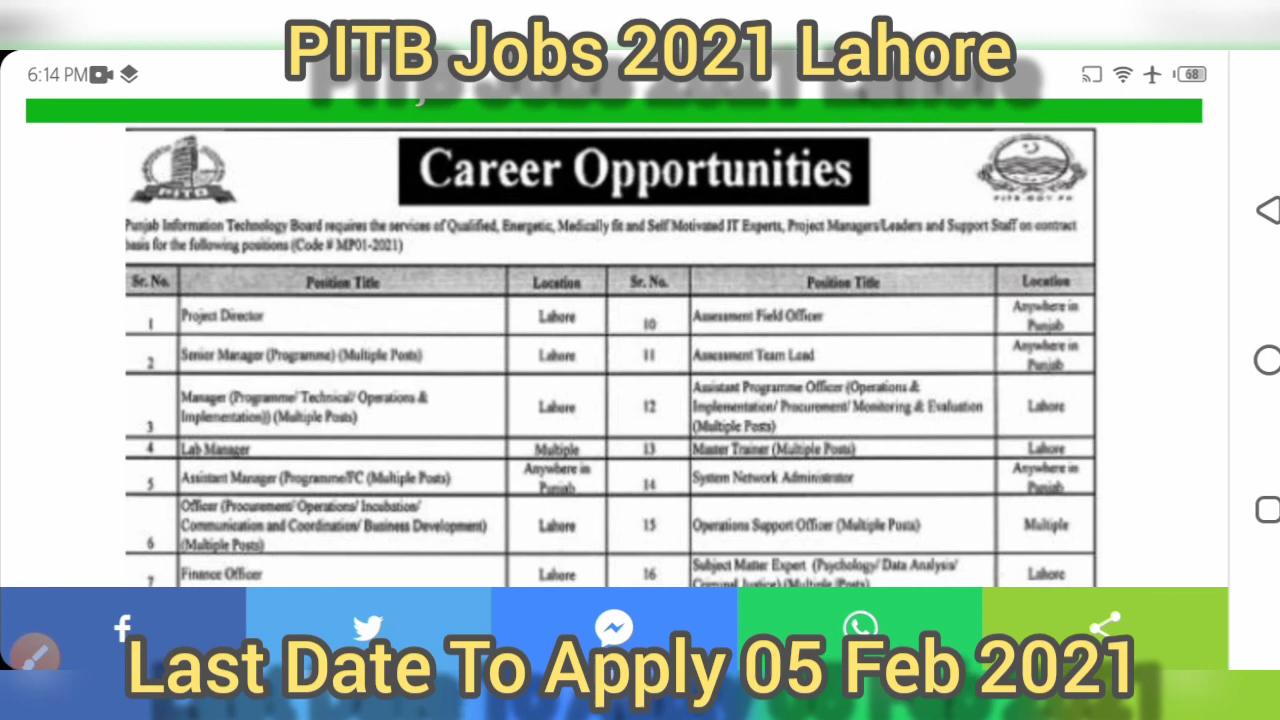 PITB Jobs 2021 Lahore
6:14 PM
68
PITB
Career Opportunities
Punjab Information Technology Board requires the services of Qualified, Energetic, Medically fit and Self Motivated IT Experts, Project Managers/Leaders and Support Staff on contract
basis for the following positions (Code # MP01-2021)
Sr. No. Position Title Location Sr. No. Position Title Location
1 Project Director Lahore 10 Assessment Field Officer Anywhere in
Punjab
2 Senior Manager (Programme) (Multiple Posts) Lahore 11 Assessment Team Lead Anywhere in
Punjab
3 Manager (Programme/ Technical/ Operations &
Implementation)) (Multiple Posts) Lahore 12 Assistant Programme Officer (Operations &
Implementation/ Procurement/ Monitoring & Evaluation
(Multiple Posts) Lahore
4 Lab Manager Multiple 13 Master Trainer (Multiple Posts) Lahore
5 Assistant Manager (Programme/TC (Multiple Posts) Anywhere in
Punjab 14 System Network Administrator Anywhere in
Punjab
6 Officer (Procurement/ Operations/ Incubation/
Communication and Coordination/ Business Development)
(Multiple Posts) Lahore 15 Operations Support Officer (Multiple Posts) Multiple
7 Finance Officer Lahore 16 Subject Matter Expert (Psychology/ Data Analysis/
Criminal Justice) (Multiple Posts) Lahore
Last Date To Apply 05 Feb 2021